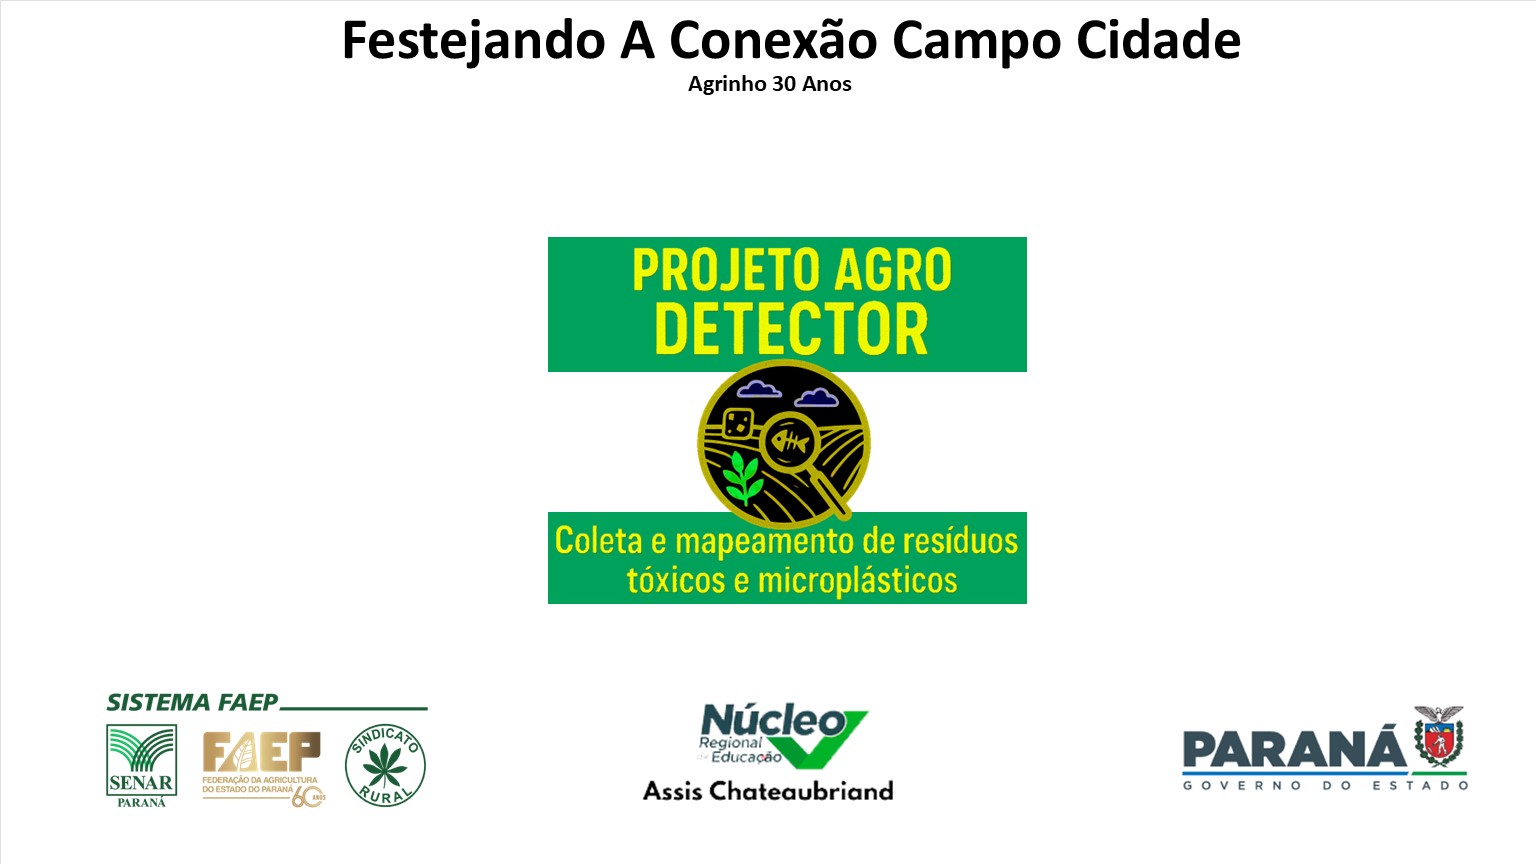 Festejando A Conexão Campo Cidade
Agrinho 30 Anos
PROJETO AGRO
DETECTOR
Coleta e mapeamento de resíduos
tóxicos e microplásticos
SISTEMA FAEP
SENAR
PARANÁ
FAEP
FEDERAÇÃO DA AGRICULTURA
DO ESTADO DO PARANÁ
60 ANOS
SINDICATO
RURAL
Núcleo
Regional
de Educação
Assis Chateaubriand
PARANÁ
GOVERNO DO ESTADO